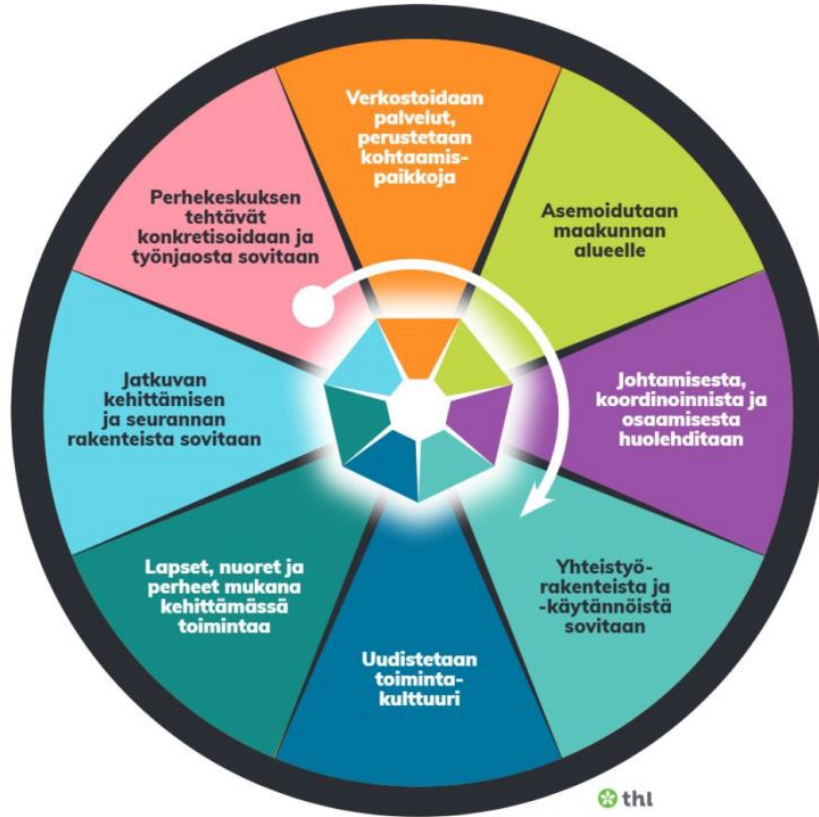 Verkostoidaan
palvelut,
perustetaan
kohtaamis-
paikkoja
Asemoidutaan
maakunnan
alueelle
Johtamisesta,
koordinoinnista ja
osaamisesta
huolehditaan
Yhteistyö-
rakenteista ja
-käytännöistä
sovitaan
Uudistetaan
toiminta-
kulttuuri
Lapset, nuoret ja
perheet mukana
kehittämässä
toimintaa
Jatkuvan
kehittämisen
ja seurannan
rakenteista sovitaan
Perhekeskuksen
tehtävät
konkretisoidaan ja
työnjaosta sovitaan
thl